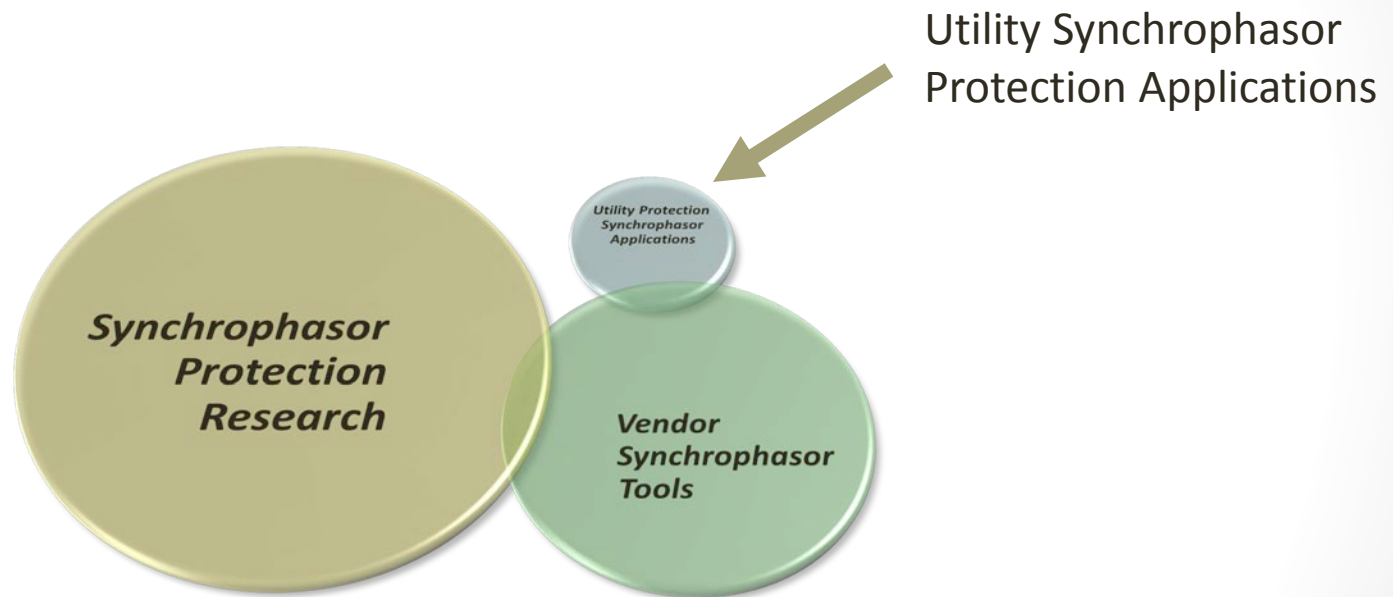 Utility Synchrophasor
Protection Applications
Utility Protection
Synchrophasor
Applications
Synchrophasor
Protection
Research
Vendor
Synchrophasor
Tools